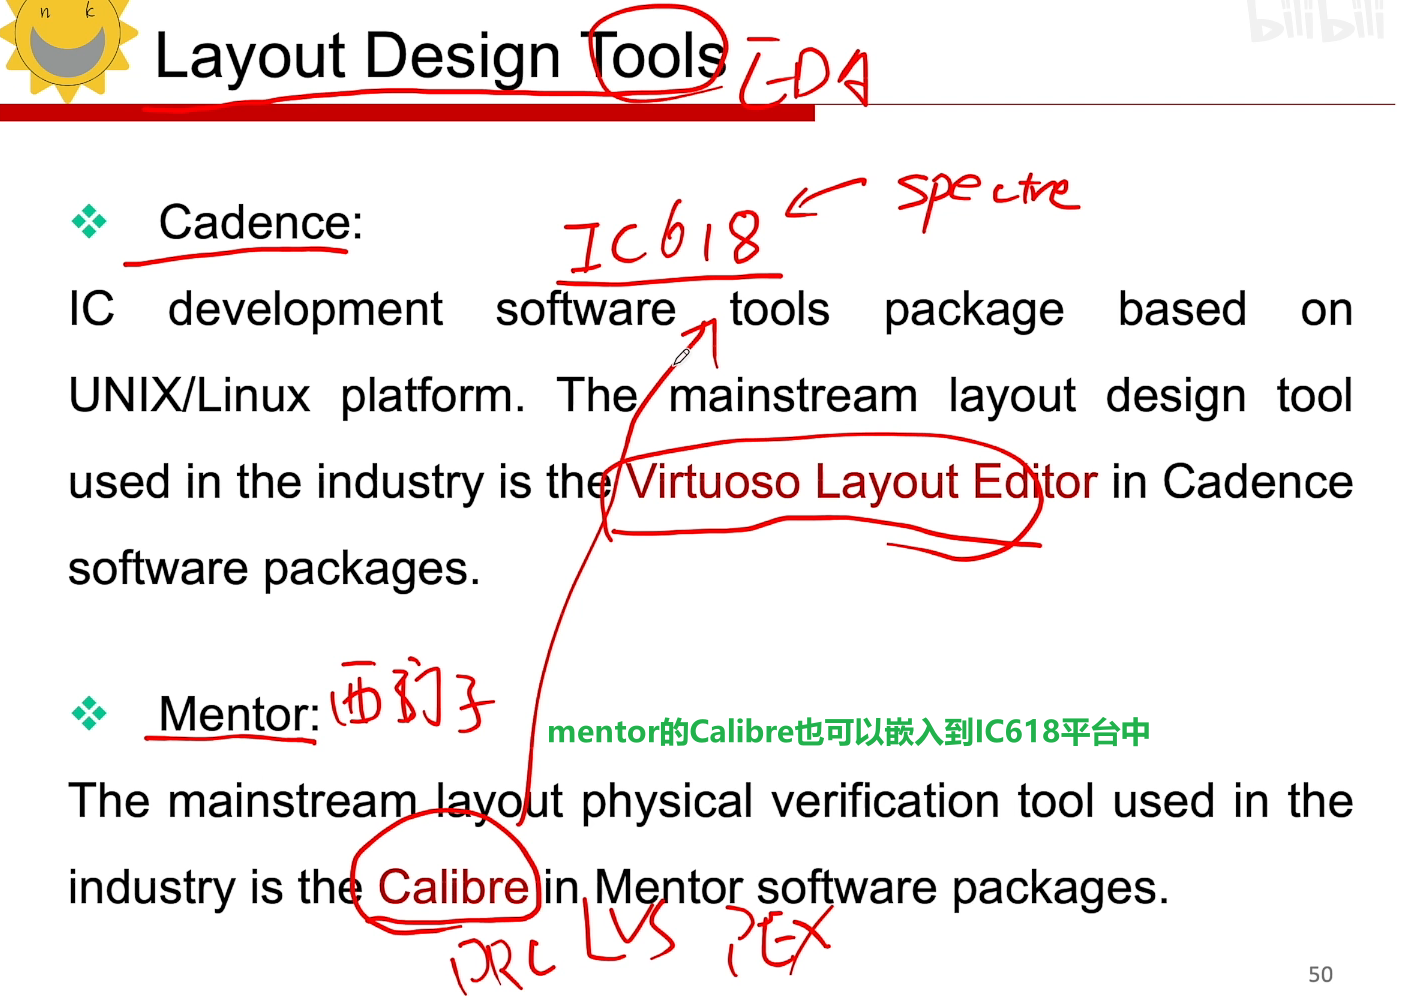 n k
bilibili
Layout Design Tools EDA
Cadence:
IC618 ← spectre
IC development software tools package based on
UNIX/Linux platform. The mainstream layout design tool
used in the industry is the Virtuoso Layout Editor in Cadence
software packages.
Mentor: 西门子
mentor的Calibre也可以嵌入到IC618平台中
The mainstream layout physical verification tool used in the
industry is the Calibre in Mentor software packages.
DRC LVS PEX
50